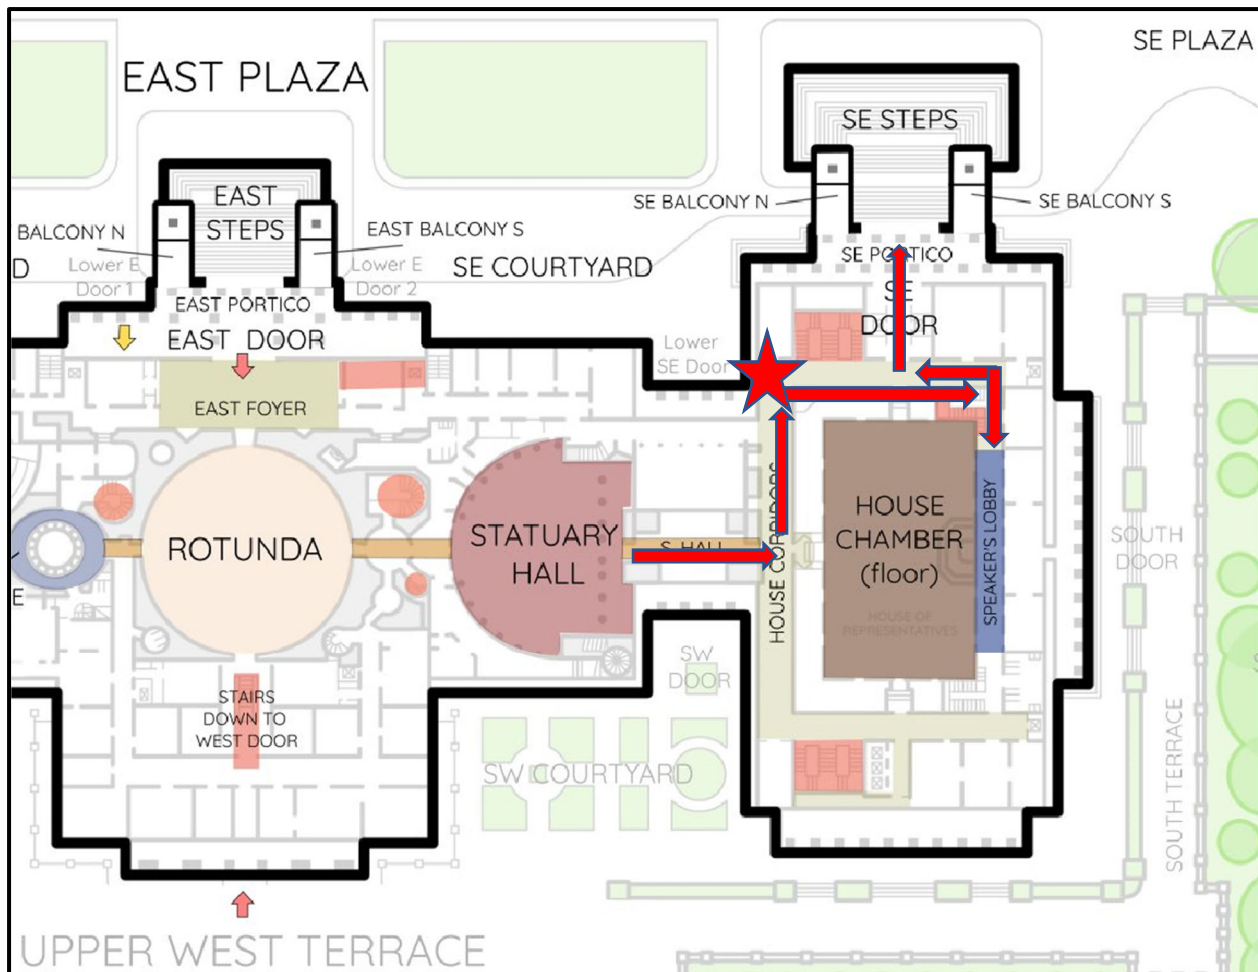 SE PLAZA
EAST PLAZA
SE STEPS
EAST
STEPS
SE BALCONY N
SE BALCONY S
BALCONY N
EAST BALCONY S
D
Lower E
Door 1
Lower E
Door 2
SE COURTYARD
SE PORTICO
EAST PORTICO
SE
DOOR
EAST DOOR
Lower
SE Door
EAST FOYER
ROTUNDA
STATUARY
HALL
S. HALL
HOUSE CORRIDORS
HOUSE
CHAMBER
(floor)
HOUSE OF
REPRESENTATIVES
SPEAKER'S LOBBY
SOUTH
DOOR
E
SW
DOOR
STAIRS
DOWN TO
WEST DOOR
SW COURTYARD
SOUTH TERRACE
UPPER WEST TERRACE